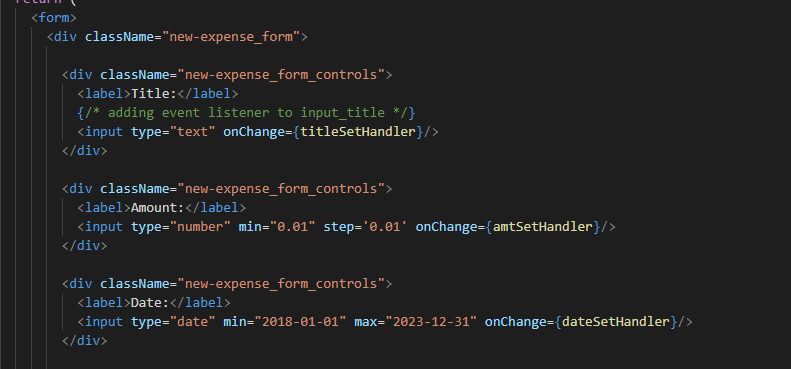 return (
<form>
<div className="new-expense_form">
<div className="new-expense_form_controls">
<label>Title:</label>
{/* adding event listener to input_title */}
<input type="text" onChange={titleSetHandler}/>
</div>
<div className="new-expense_form_controls">
<label>Amount:</label>
<input type="number" min="0.01" step='0.01' onChange={amtSetHandler}/>
</div>
<div className="new-expense_form_controls">
<label>Date:</label>
<input type="date" min="2018-01-01" max="2023-12-31" onChange={dateSetHandler}/>
</div>